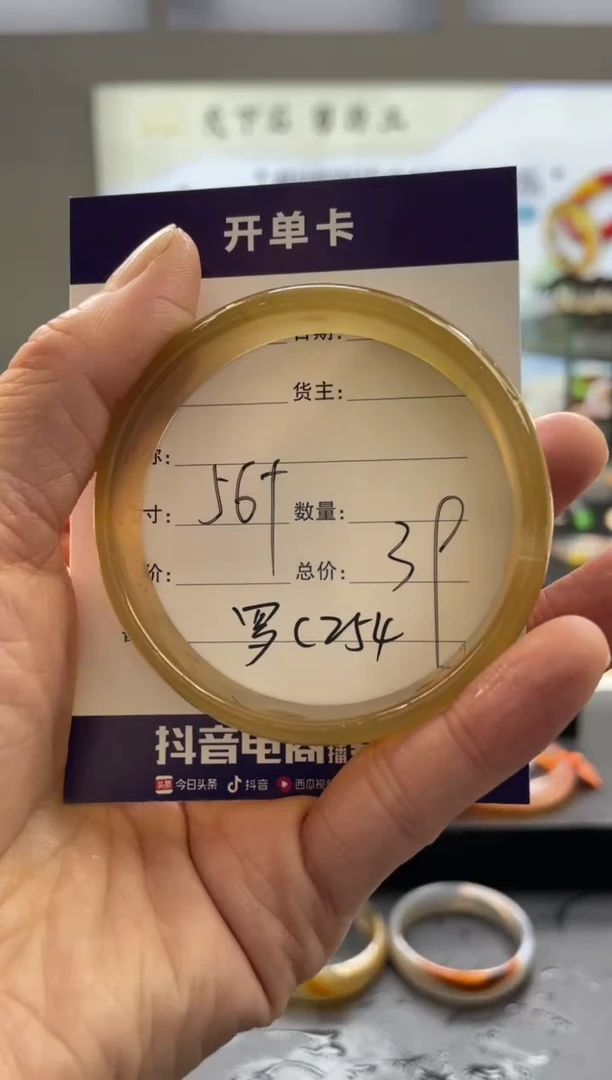 开单卡
日期:
货主:
寸: 56+ 数量:
价: 总价: 3
罗C254
抖音电商
今日头条 抖音 西瓜视